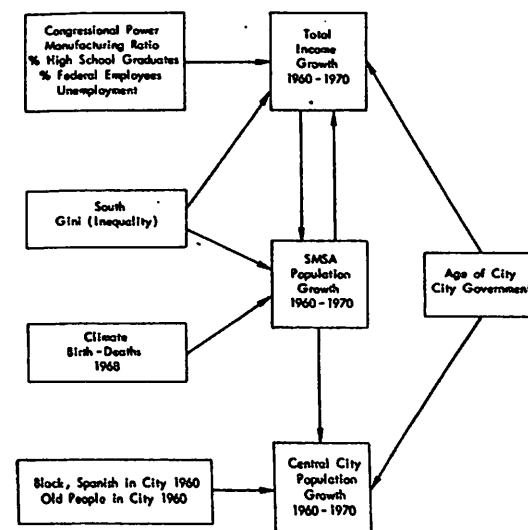 Congressional Power
Manufacturing Ratio
% High School Graduates
% Federal Employees
Unemployment
Total
Income
Growth
1960-1970
South
Gini (Inequality)
SMSA
Population
Growth
1960-1970
Age of City
City Government
Climate
Birth-Deaths
1968
Black, Spanish in City 1960
Old People in City 1960
Central City
Population
Growth
1960-1970